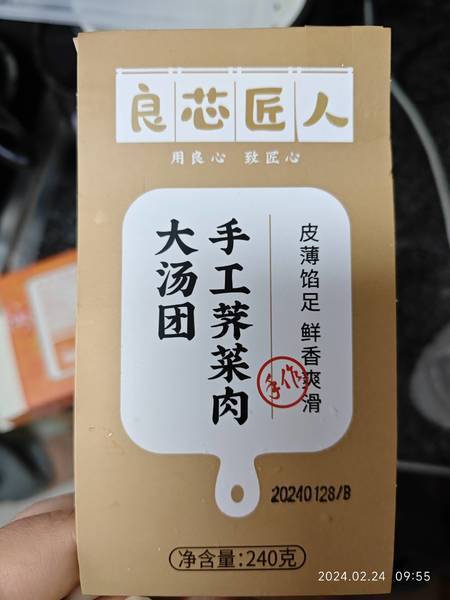 良芯匠人
用良心 致匠心
皮薄馅足 鲜香爽滑
手工荠菜肉
大汤团
手作
20240128/B
净含量:240克
2024.02.24 09:55